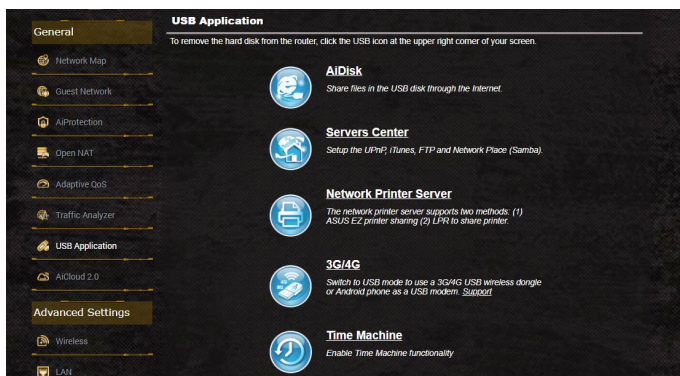 General
Network Map
Guest Network
AiProtection
Open NAT
Adaptive QoS
Traffic Analyzer
USB Application
AiCloud 2.0
Advanced Settings
Wireless
LAN
USB Application
To remove the hard disk from the router, click the USB icon at the upper right corner of your screen.
AiDisk
Share files in the USB disk through the Internet.
Servers Center
Setup the UPnP, iTunes, FTP and Network Place (Samba).
Network Printer Server
The network printer server supports two methods: (1)
ASUS EZ printer sharing (2) LPR to share printer.
3G/4G
Switch to USB mode to use a 3G/4G USB wireless dongle
or Android phone as a USB modem. Support
Time Machine
Enable Time Machine functionality